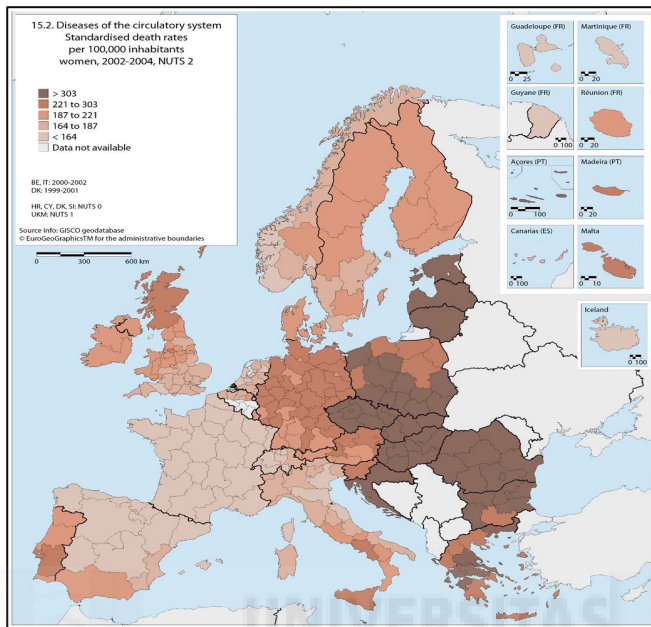 15.2. Diseases of the circulatory system
Standardised death rates
per 100,000 inhabitants
women, 2002-2004, NUTS 2
> 303
221 to 303
187 to 221
164 to 187
< 164
Data not available
BE, IT: 2000-2002
DK: 1999-2001
HR, CY, DK, SI: NUTS 0
UKM: NUTS 1
Source info: GISCO geodatabase
© EuroGeoGraphicsTM for the administrative boundaries
0 300 600 km
Guadeloupe (FR)
0 25
Martinique (FR)
0 20
Guyane (FR)
0 100
Réunion (FR)
0 20
Açores (PT)
0 100
Madeira (PT)
0 20
Canarias (ES)
0 100
Malta
0 10
Iceland
0 100
UNIVERSITAS